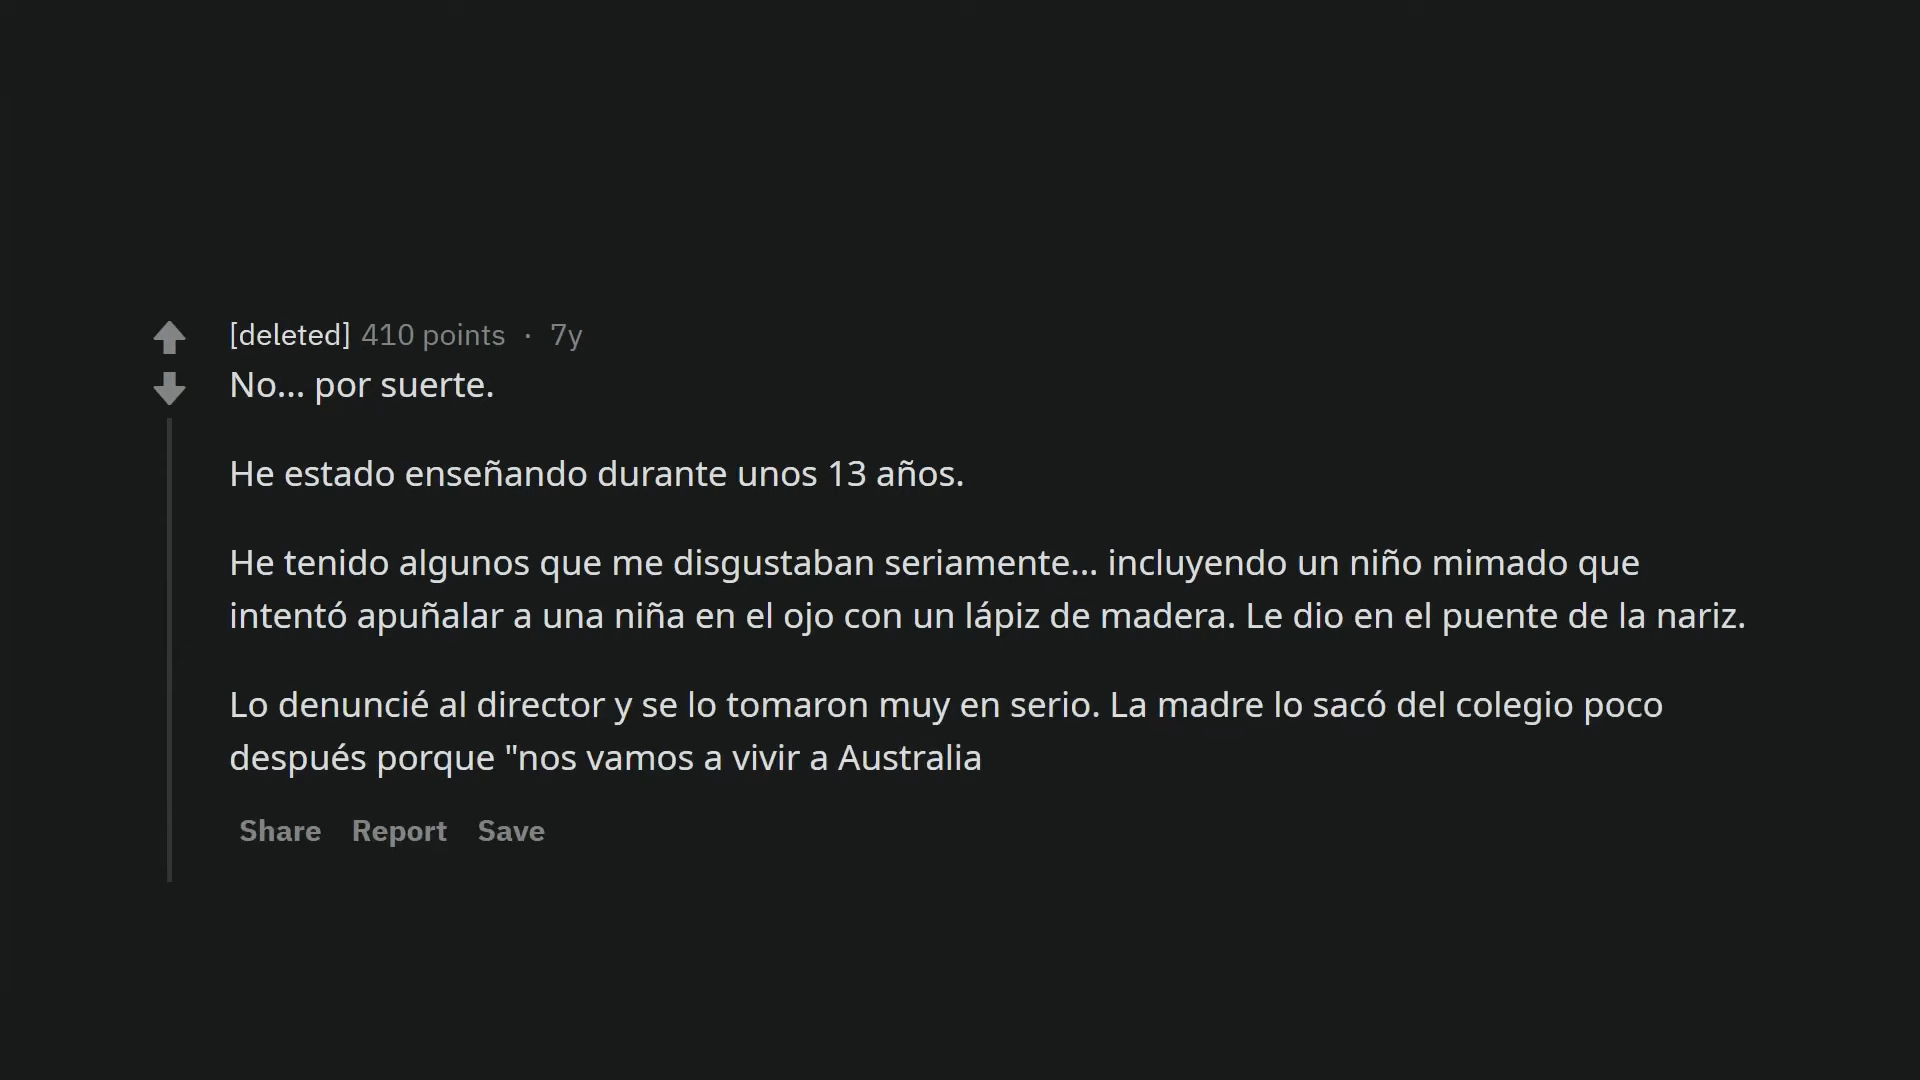 [deleted] 410 points · 7y
No... por suerte.
He estado enseñando durante unos 13 años.
He tenido algunos que me disgustaban seriamente... incluyendo un niño mimado que
intentó apuñalar a una niña en el ojo con un lápiz de madera. Le dio en el puente de la nariz.
Lo denuncié al director y se lo tomaron muy en serio. La madre lo sacó del colegio poco
después porque "nos vamos a vivir a Australia
Share Report Save